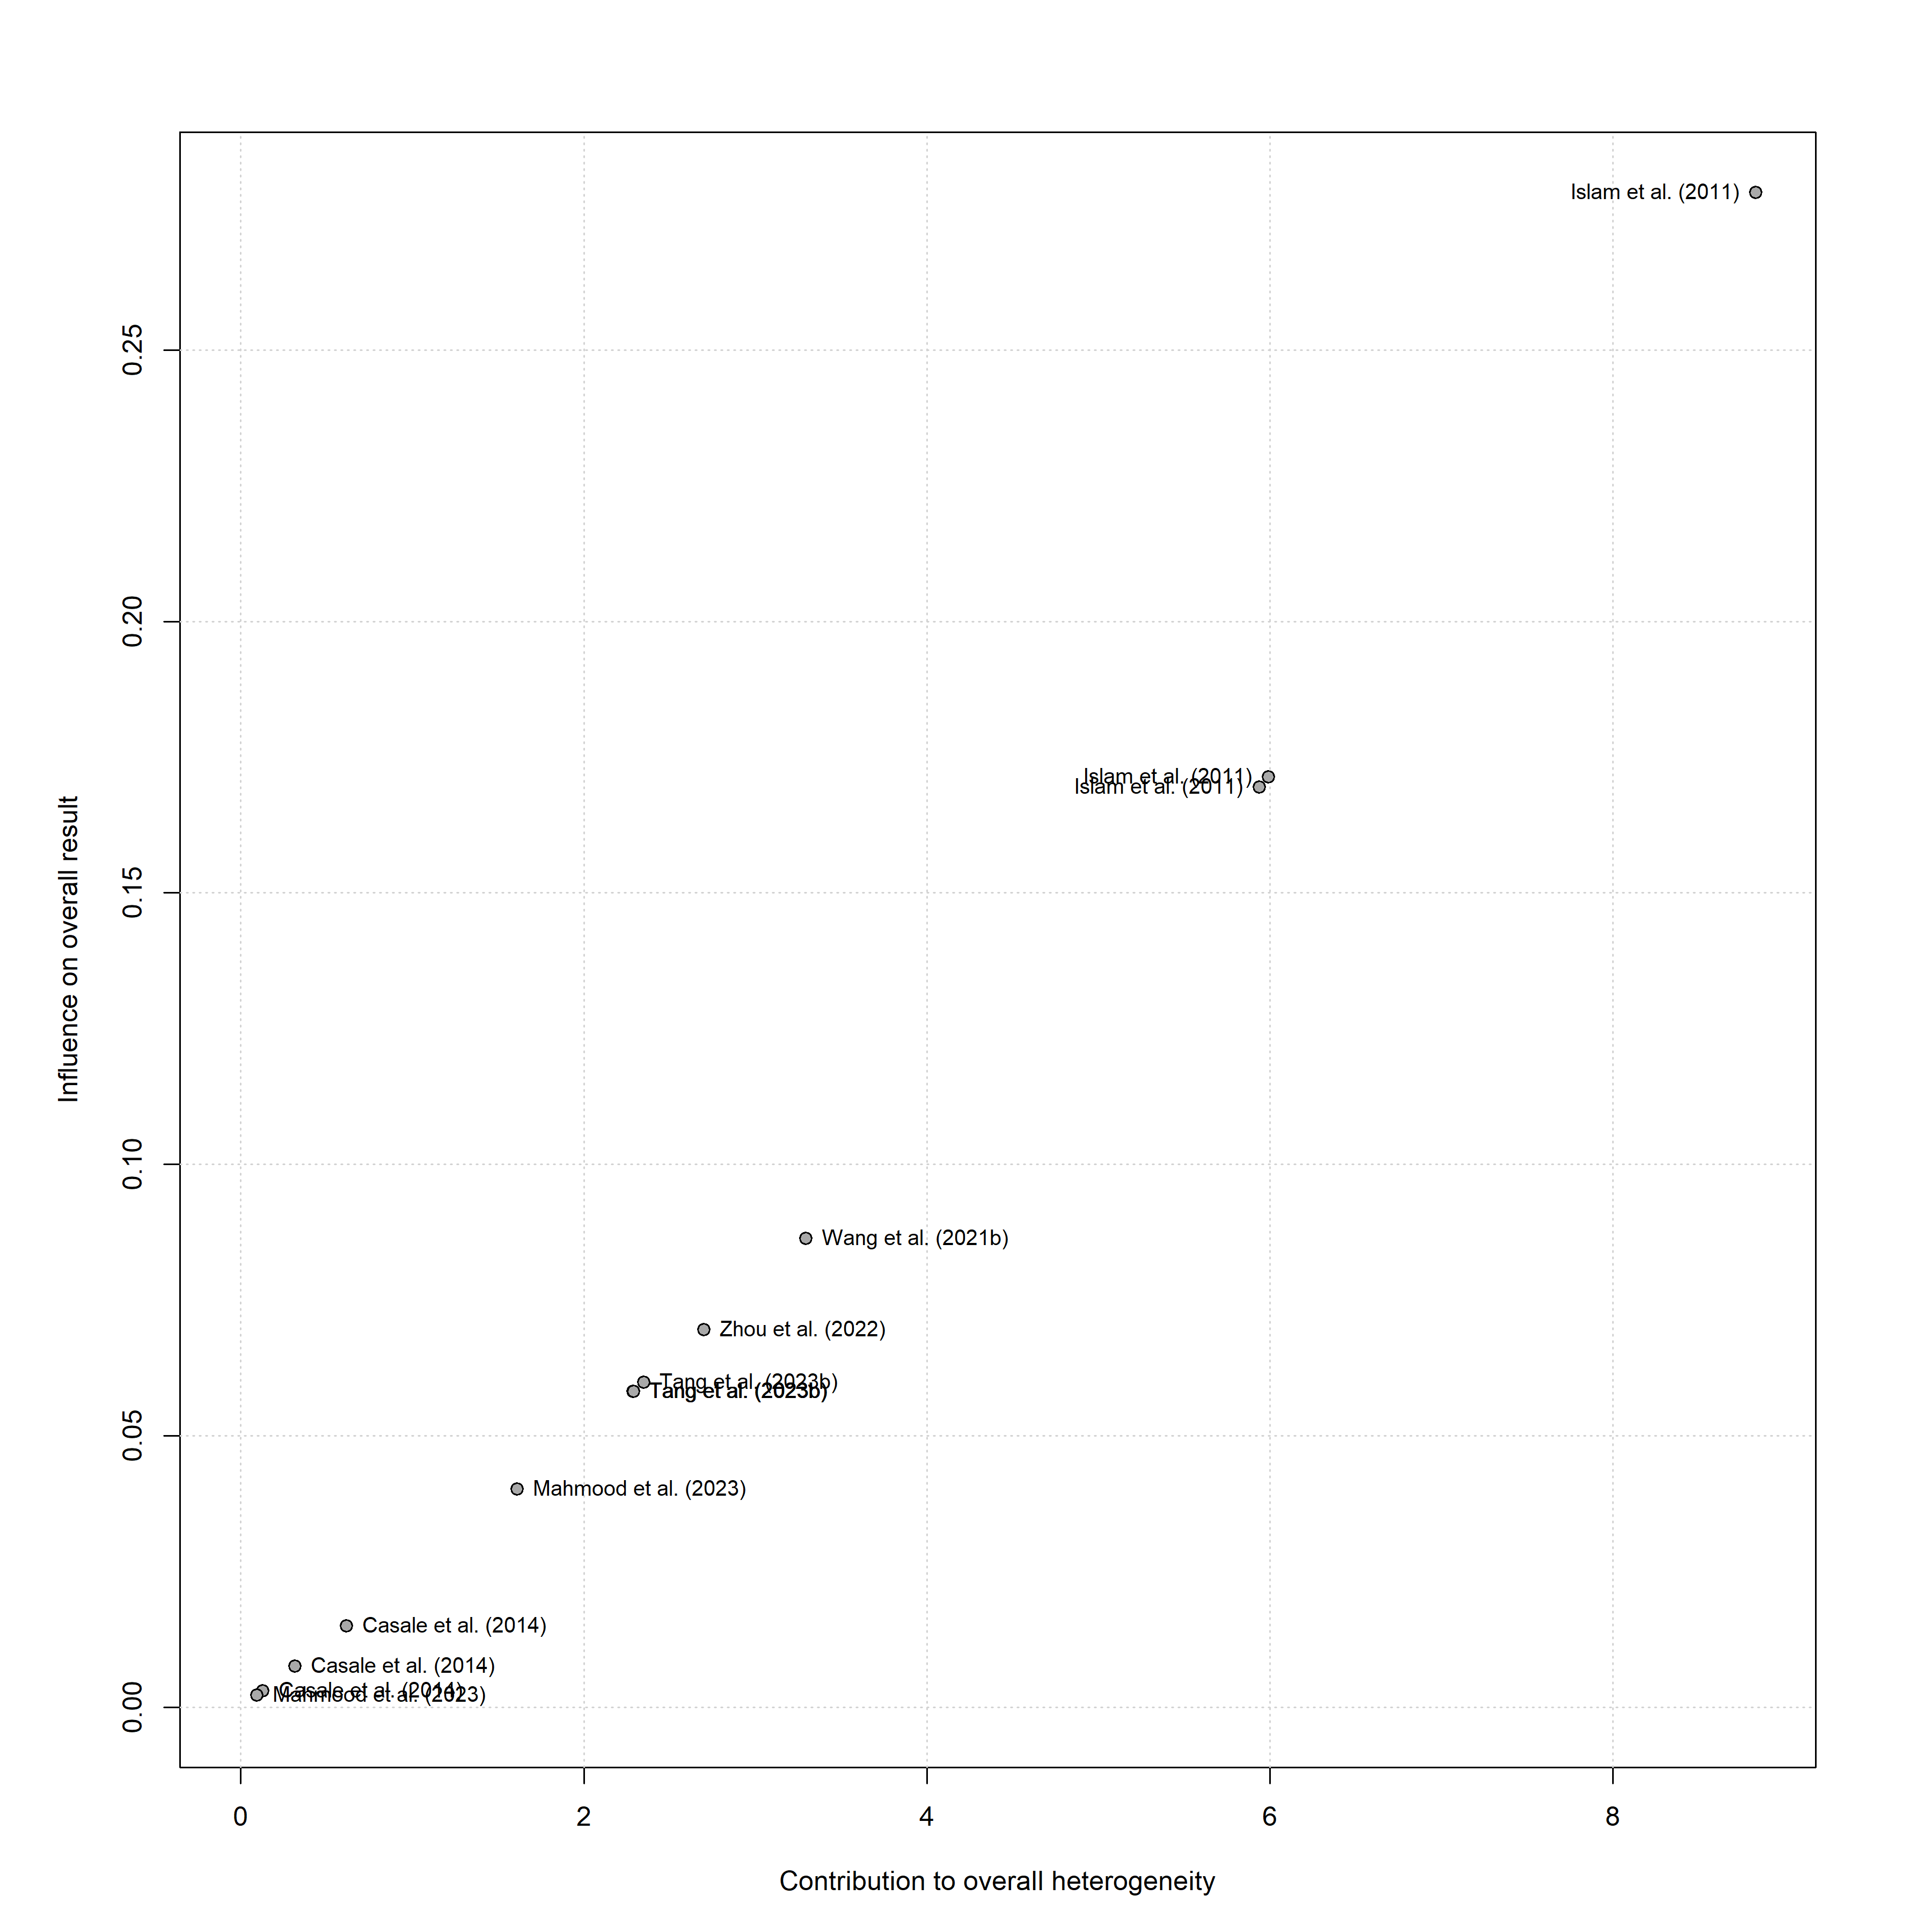 Islam et al. (2011)
Islam et al. (2011)
Islam et al. (2011)
Wang et al. (2021b)
Zhou et al. (2022)
Tang et al. (2023b)
Tang et al. (2023b)
Mahmood et al. (2023)
Casale et al. (2014)
Casale et al. (2014)
Casale et al. (2014)
Mahmood et al. (2023)
0.25
0.20
0.15
0.10
0.05
0.00
Influence on overall result
0 2 4 6 8
Contribution to overall heterogeneity